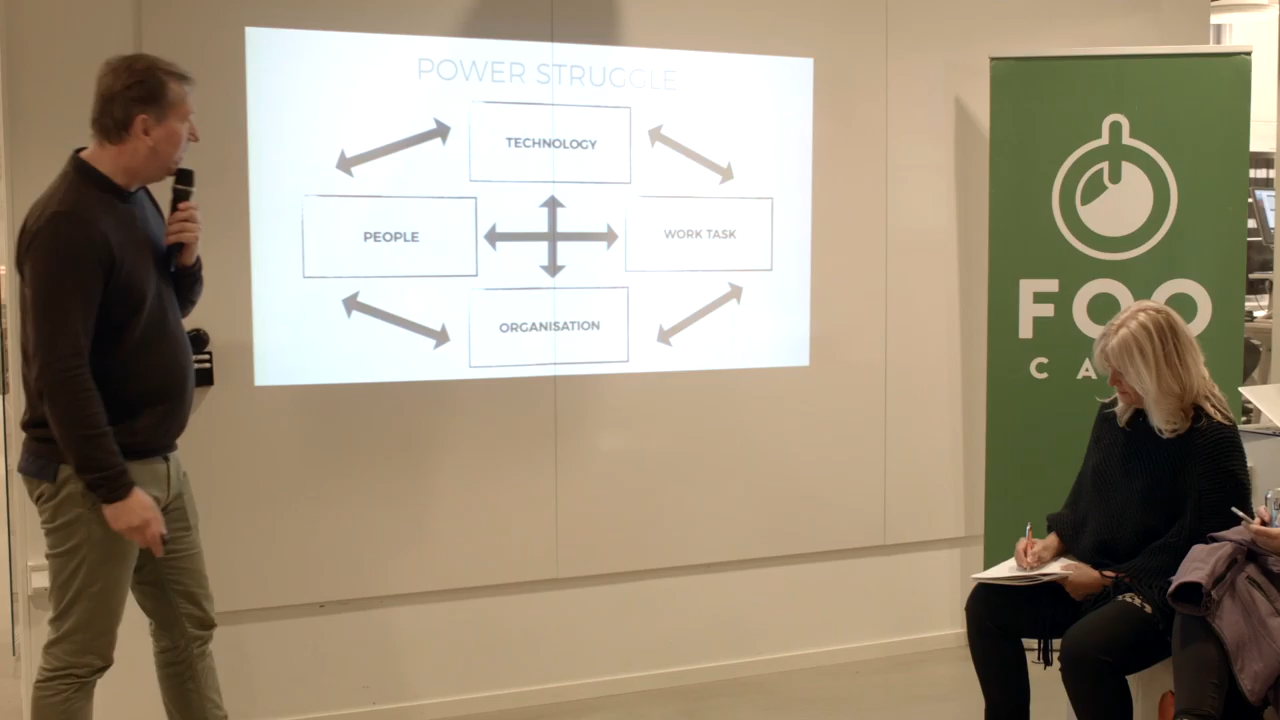 POWER STRUGGLE
TECHNOLOGY
PEOPLE
WORK TASK
ORGANISATION
FOO
CA